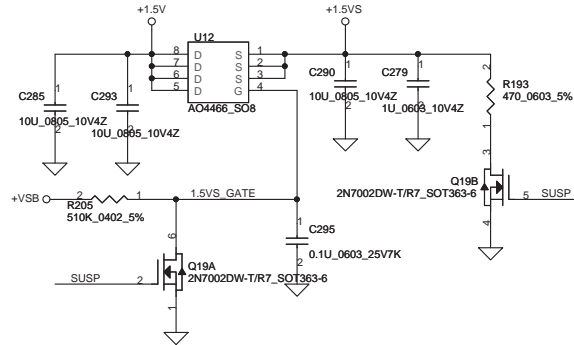 +1.5V
+1.5VS
U12
8 D S 1
7 D S 2
6 D S 3
5 D G 4
AO4466_SO8
1
C285
2
10U_0805_10V4Z
1
C293
2
10U_0805_10V4Z
1
C290
2
10U_0805_10V4Z
1
C279
2
1U_0603_10V4Z
2
R193
470_0603_5%
1
3
Q19B
2N7002DW-T/R7_SOT363-6
5 SUSP
4
+VSB
2 1
R205
510K_0402_5%
1.5VS_GATE
1
C295
2
0.1U_0603_25V7K
6
Q19A
2N7002DW-T/R7_SOT363-6
SUSP 2
1